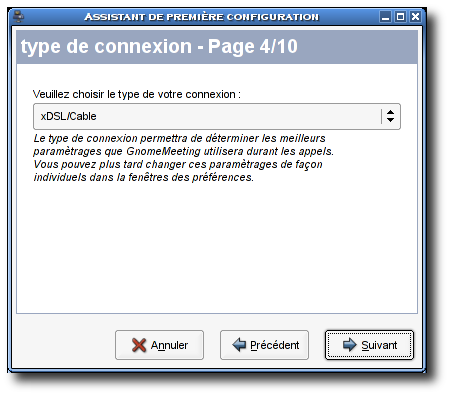 Assistant de première configuration
type de connexion - Page 4/10
Veuillez choisir le type de votre connexion :
xDSL/Cable
Le type de connexion permettra de déterminer les meilleurs
paramètrages que GnomeMeeting utilisera durant les appels.
Vous pouvez plus tard changer ces paramètrages de façon
individuels dans la fenêtres des préférences.
Annuler
Précédent
Suivant